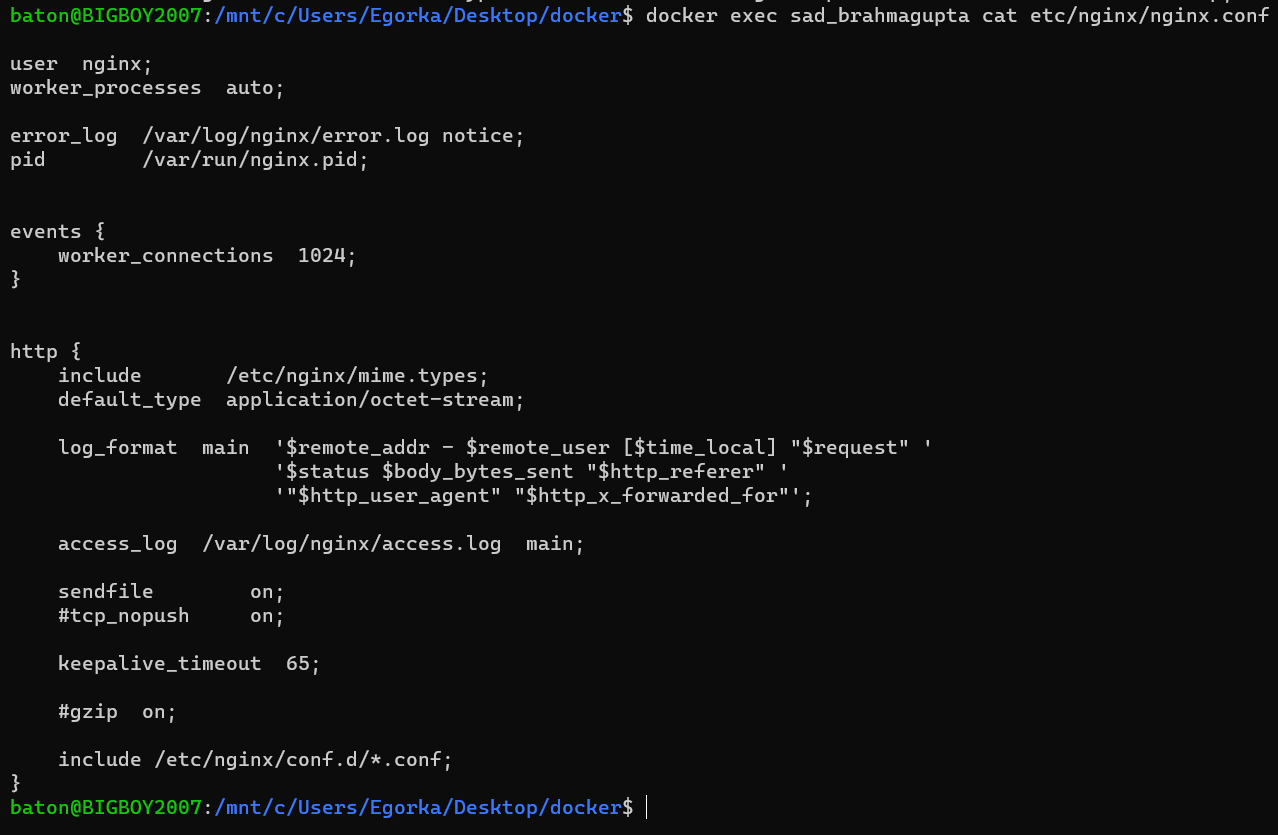 baton@BIGBOY2007:/mnt/c/Users/Egorka/Desktop/docker$ docker exec sad_brahmagupta cat etc/nginx/nginx.conf
user  nginx;
worker_processes  auto;
error_log  /var/log/nginx/error.log notice;
pid        /var/run/nginx.pid;
events {
    worker_connections  1024;
}
http {
    include       /etc/nginx/mime.types;
    default_type  application/octet-stream;
    log_format  main  '$remote_addr - $remote_user [$time_local] "$request" '
                      '$status $body_bytes_sent "$http_referer" '
                      '"$http_user_agent" "$http_x_forwarded_for"';
    access_log  /var/log/nginx/access.log  main;
    sendfile        on;
    #tcp_nopush     on;
    keepalive_timeout  65;
    #gzip  on;
    include /etc/nginx/conf.d/*.conf;
}
baton@BIGBOY2007:/mnt/c/Users/Egorka/Desktop/docker$